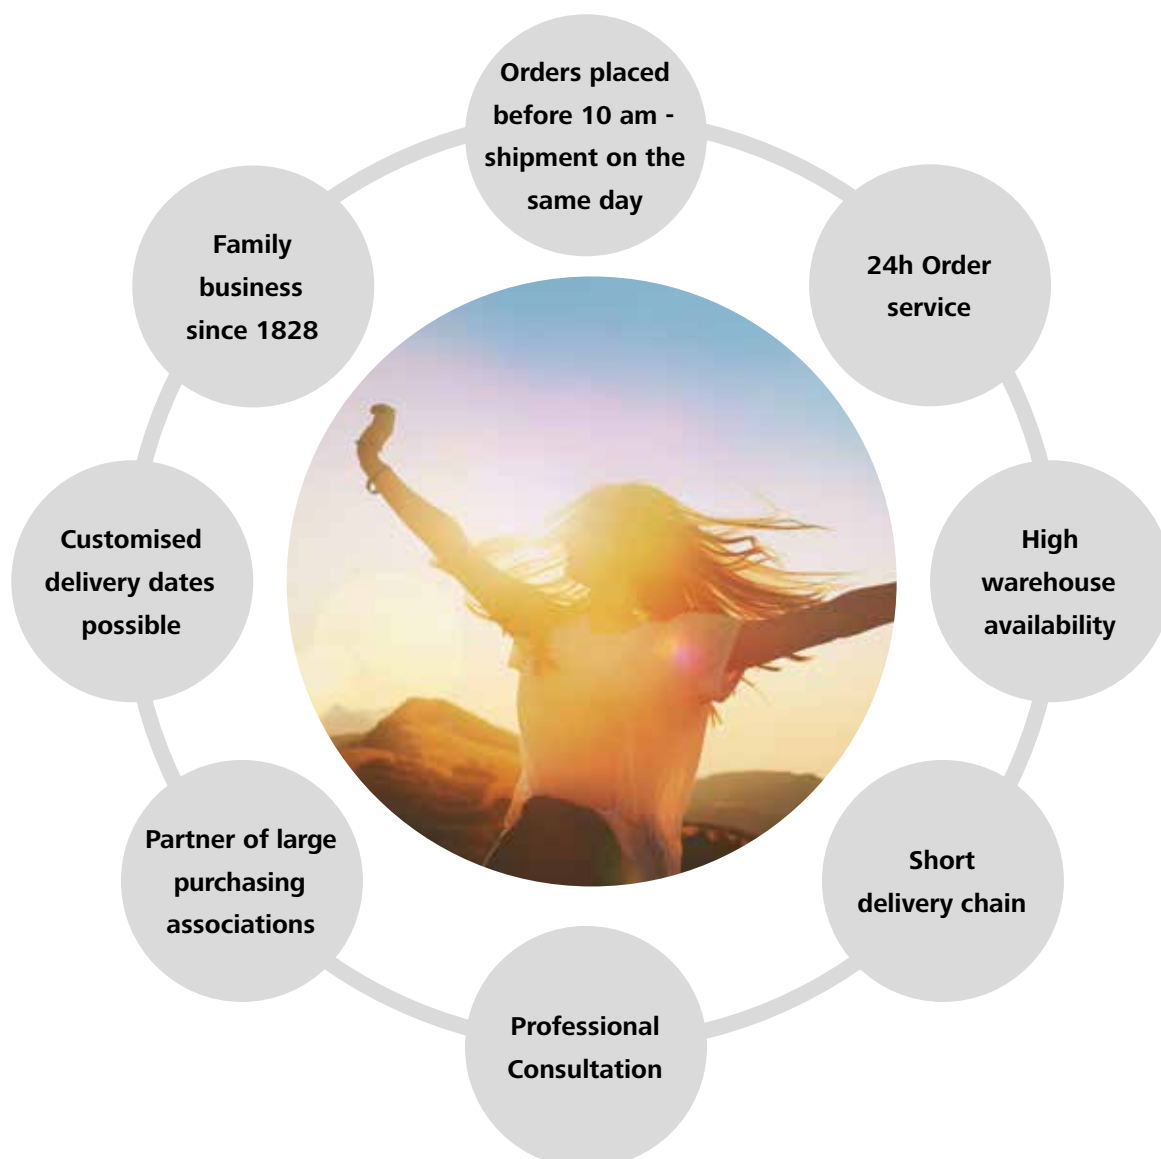 Orders placed
before 10 am -
shipment on the
same day
24h Order
service
High
warehouse
availability
Short
delivery chain
Professional
Consultation
Partner of large
purchasing
associations
Customised
delivery dates
possible
Family
business
since 1828